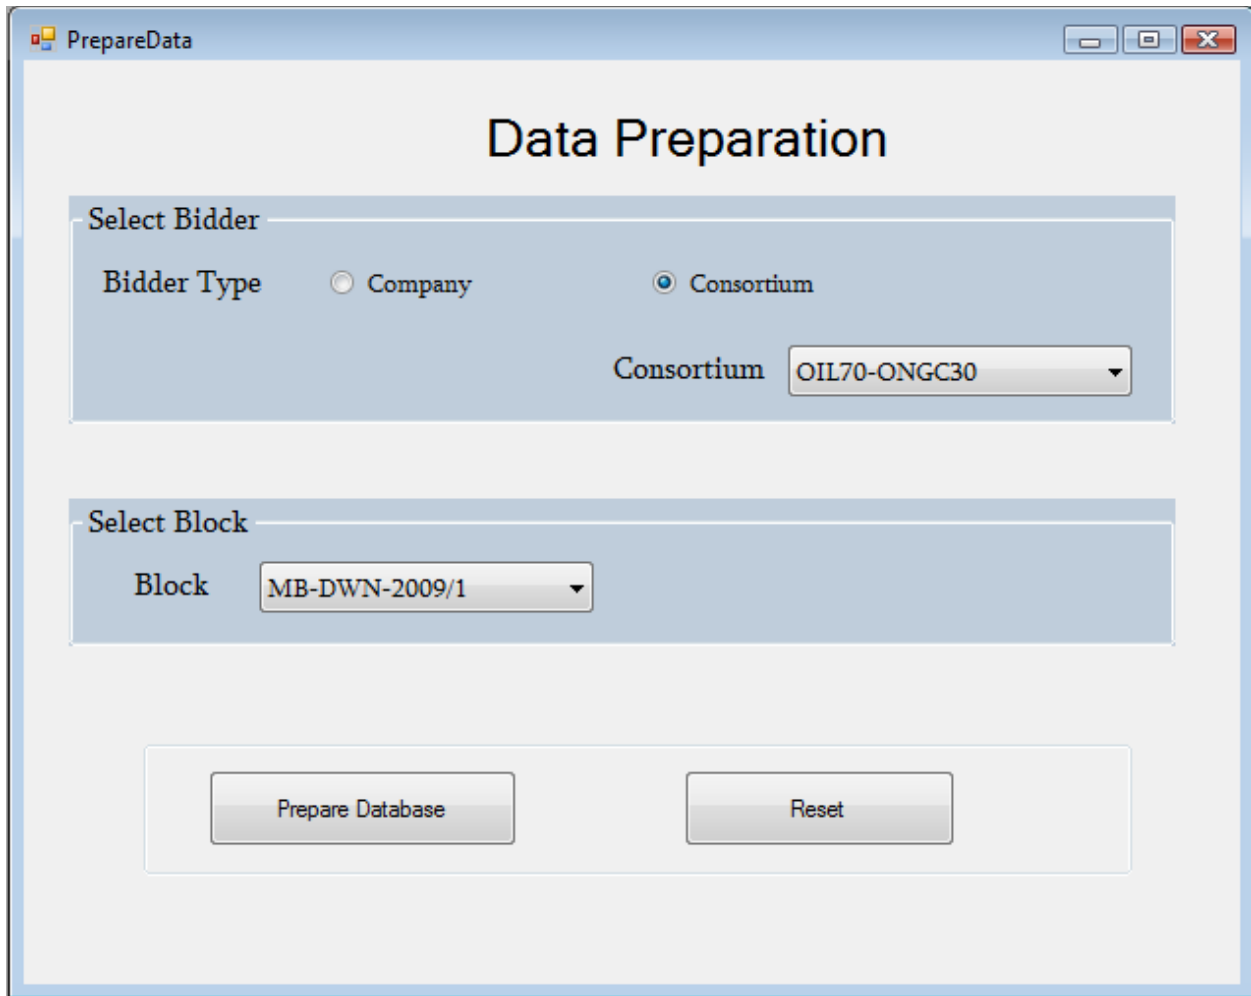 PrepareData
Data Preparation
Select Bidder
Bidder Type Company Consortium
Consortium OIL70-ONGC30
Select Block
Block MB-DWN-2009/1
Prepare Database Reset